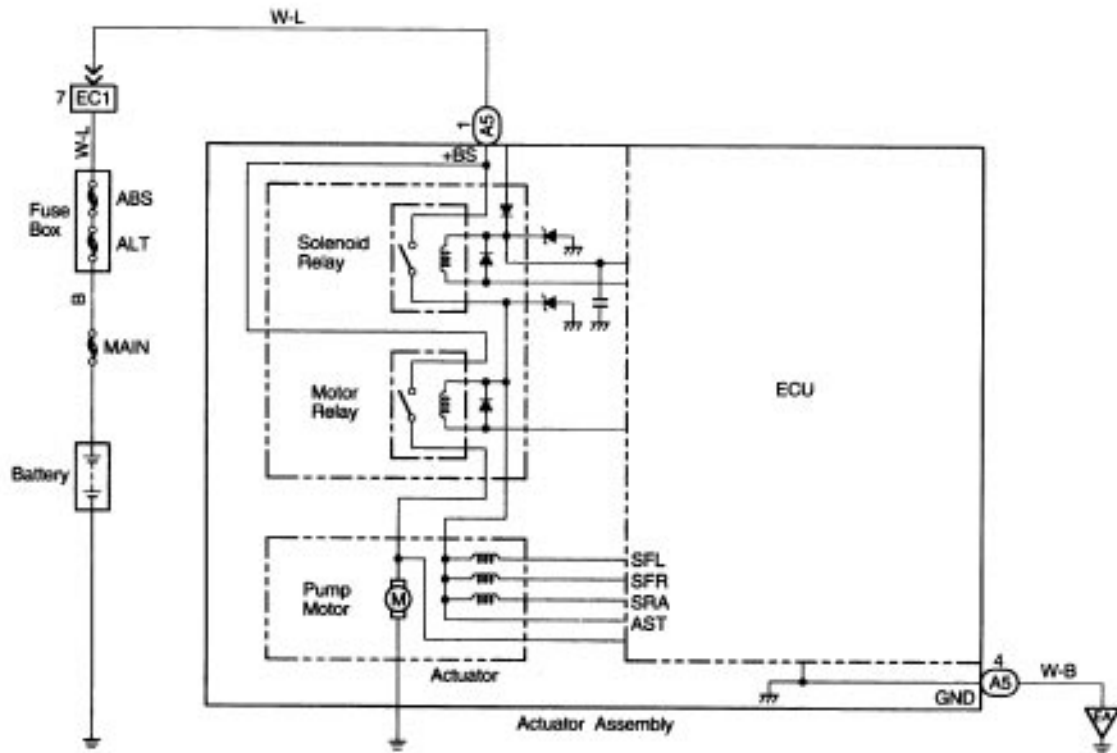 W-L
7 EC1
W-L
1 A5
+BS
ABS
Fuse
Box
ALT
Solenoid
Relay
B
MAIN
Motor
Relay
ECU
Battery
SFL
SFR
Pump
Motor
M
SRA
AST
Actuator
4
A5
W-B
GND
Actuator Assembly
EA